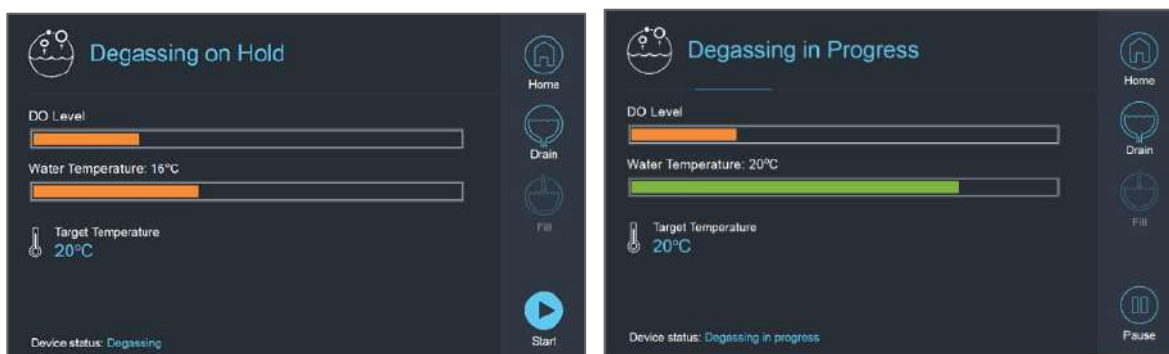 Degassing on Hold
Home
DO Level
Drain
Water Temperature: 16°C
Fill
Target Temperature
20°C
Device status: Degassing
Start
Degassing in Progress
Home
DO Level
Drain
Water Temperature: 20°C
Fill
Target Temperature
20°C
Device status: Degassing in progress
Pause